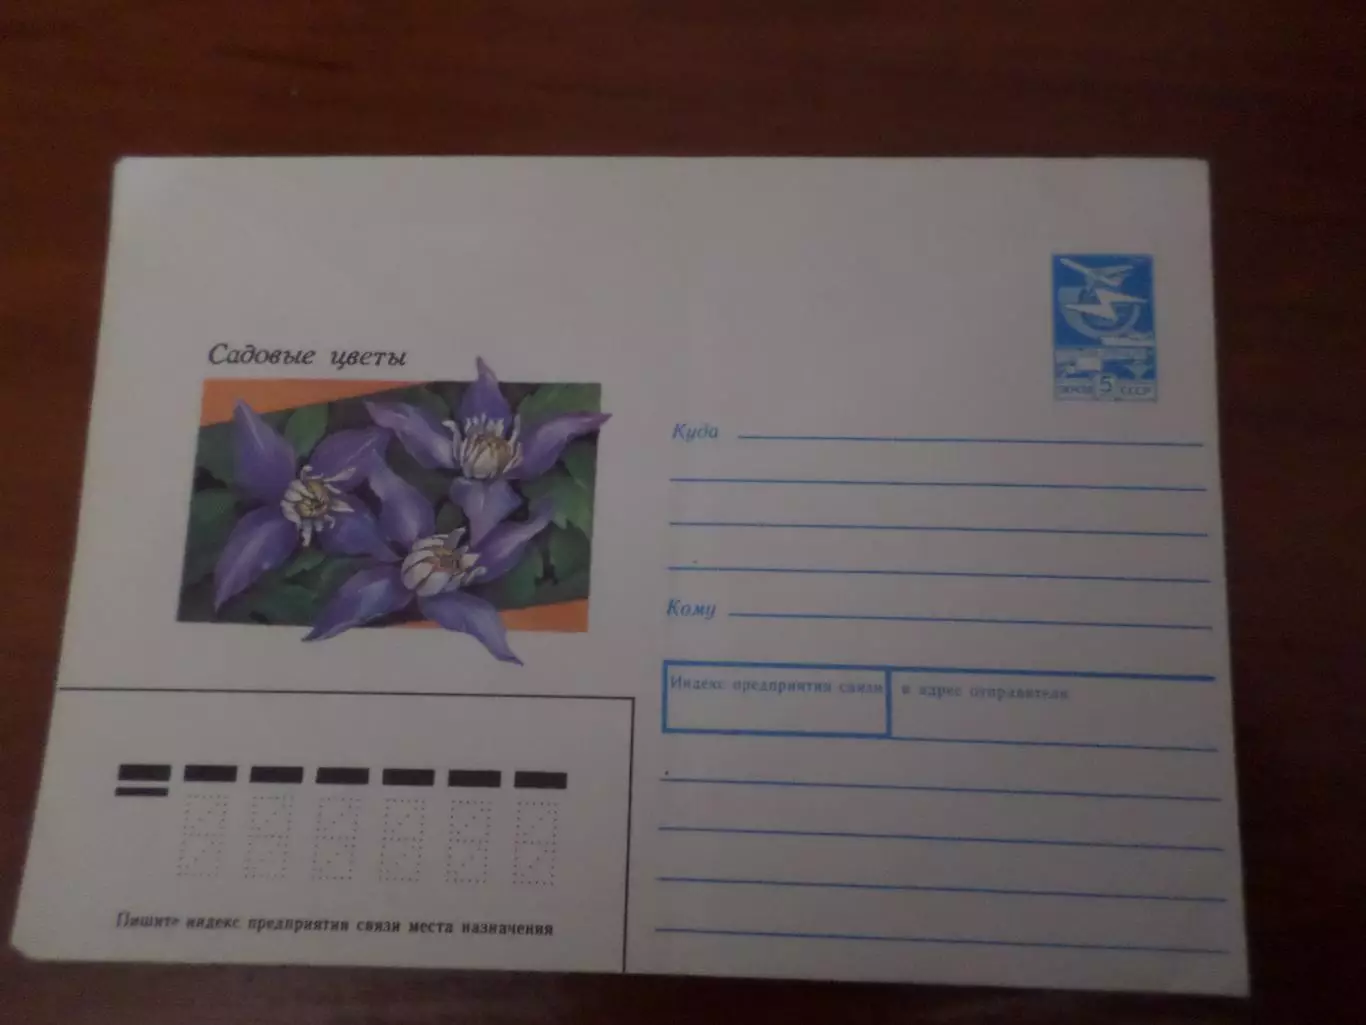 Садовые цветы
ПОЧТА 5 СССР
Куда
Кому
Индекс предприятия связи и адрес отправителя
Пишите индекс предприятия связи места назначения